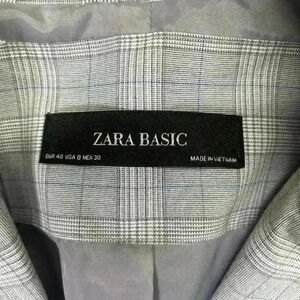 ZARA BASIC
EUR 40 USA 8 MEX 30
MADE IN VIETNAM